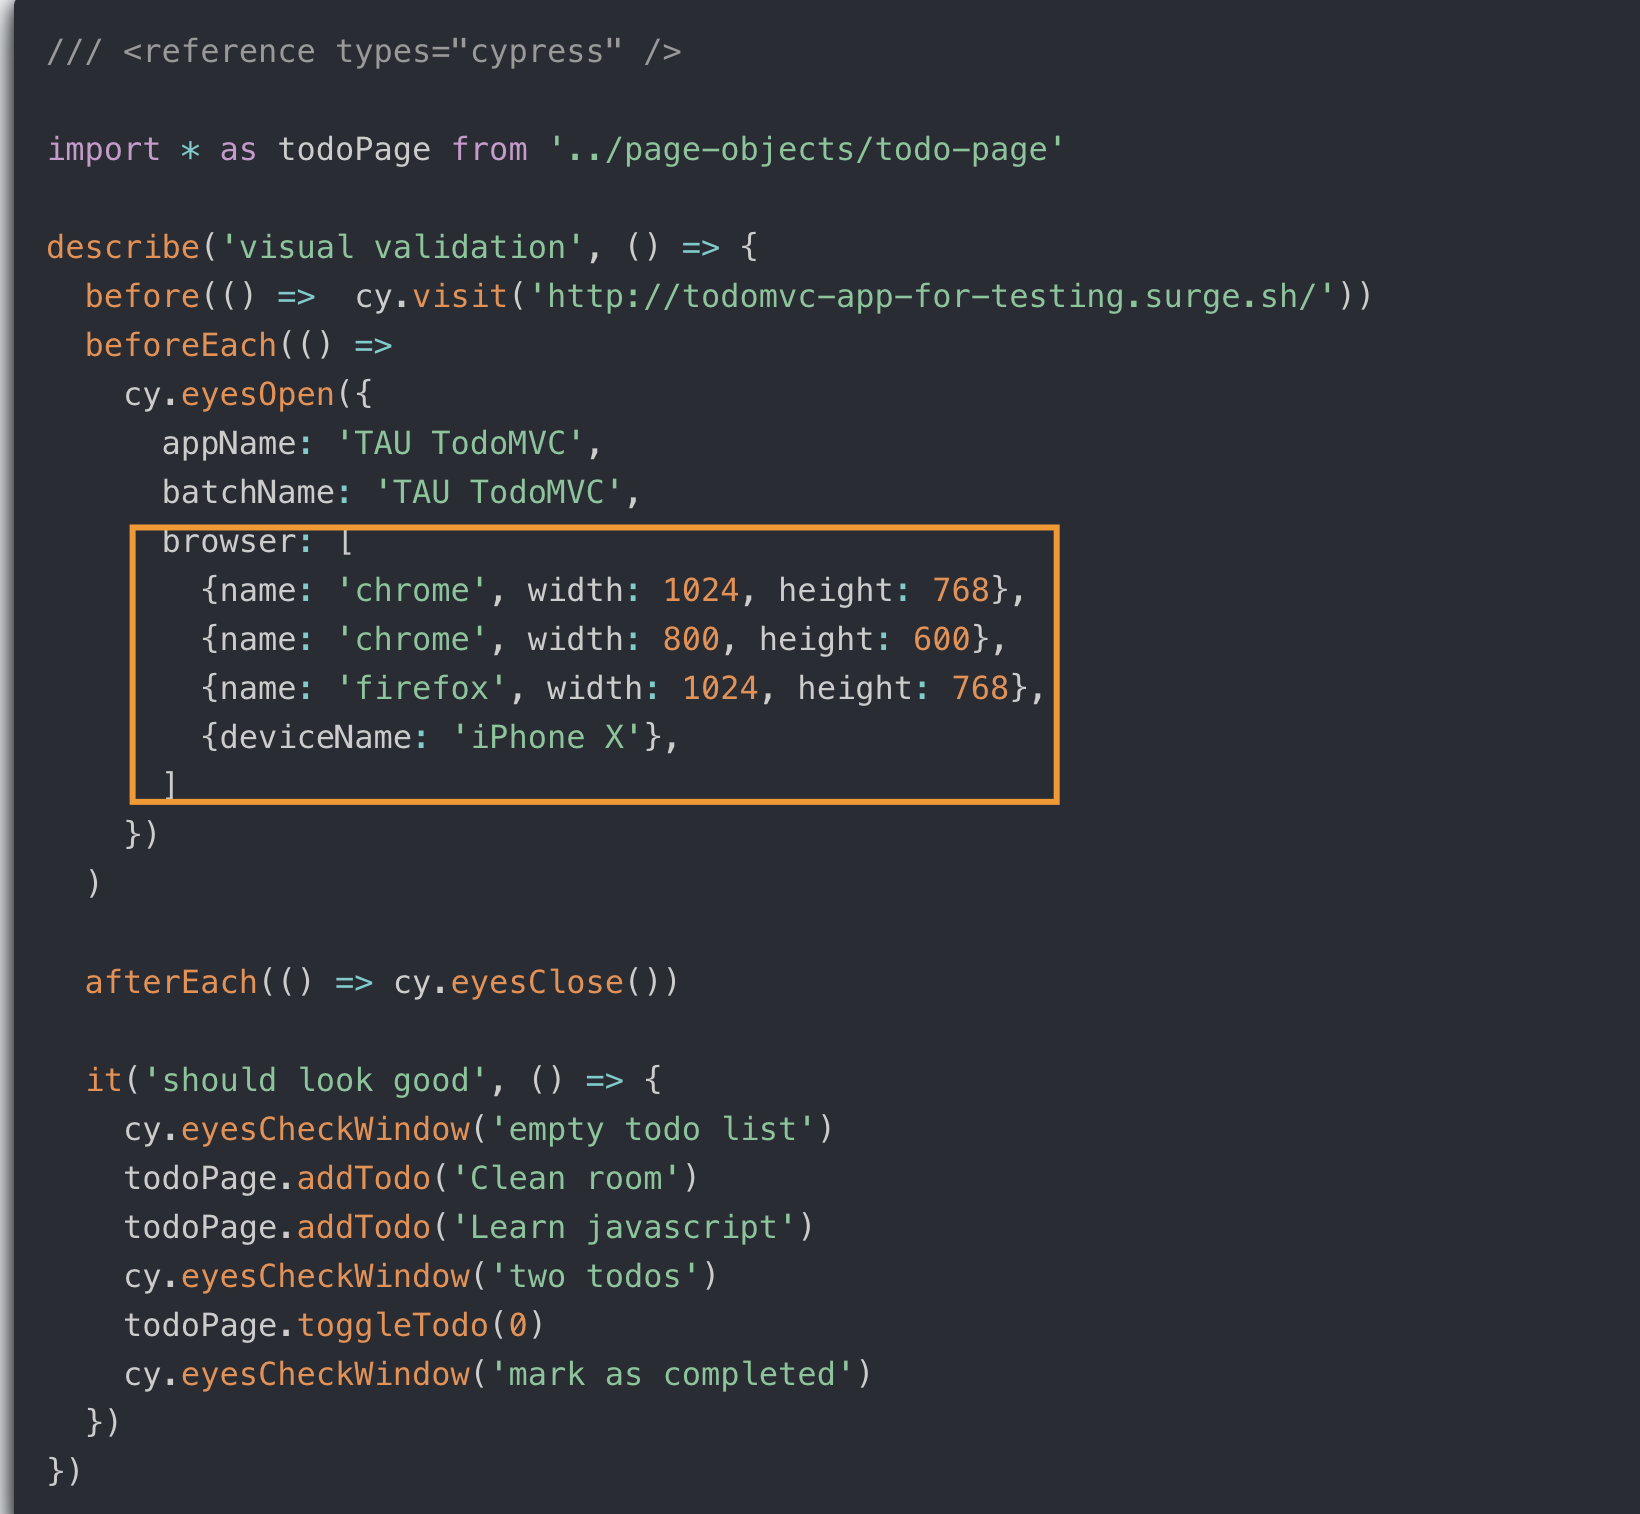 /// <reference types="cypress" />
import * as todoPage from '../page-objects/todo-page'
describe('visual validation', () => {
  before(() =>  cy.visit('http://todomvc-app-for-testing.surge.sh/'))
  beforeEach(() =>
    cy.eyesOpen({
      appName: 'TAU TodoMVC',
      batchName: 'TAU TodoMVC',
      browser: [
        {name: 'chrome', width: 1024, height: 768},
        {name: 'chrome', width: 800, height: 600},
        {name: 'firefox', width: 1024, height: 768},
        {deviceName: 'iPhone X'},
      ]
    })
  )
  afterEach(() => cy.eyesClose())
  it('should look good', () => {
    cy.eyesCheckWindow('empty todo list')
    todoPage.addTodo('Clean room')
    todoPage.addTodo('Learn javascript')
    cy.eyesCheckWindow('two todos')
    todoPage.toggleTodo(0)
    cy.eyesCheckWindow('mark as completed')
  })
})